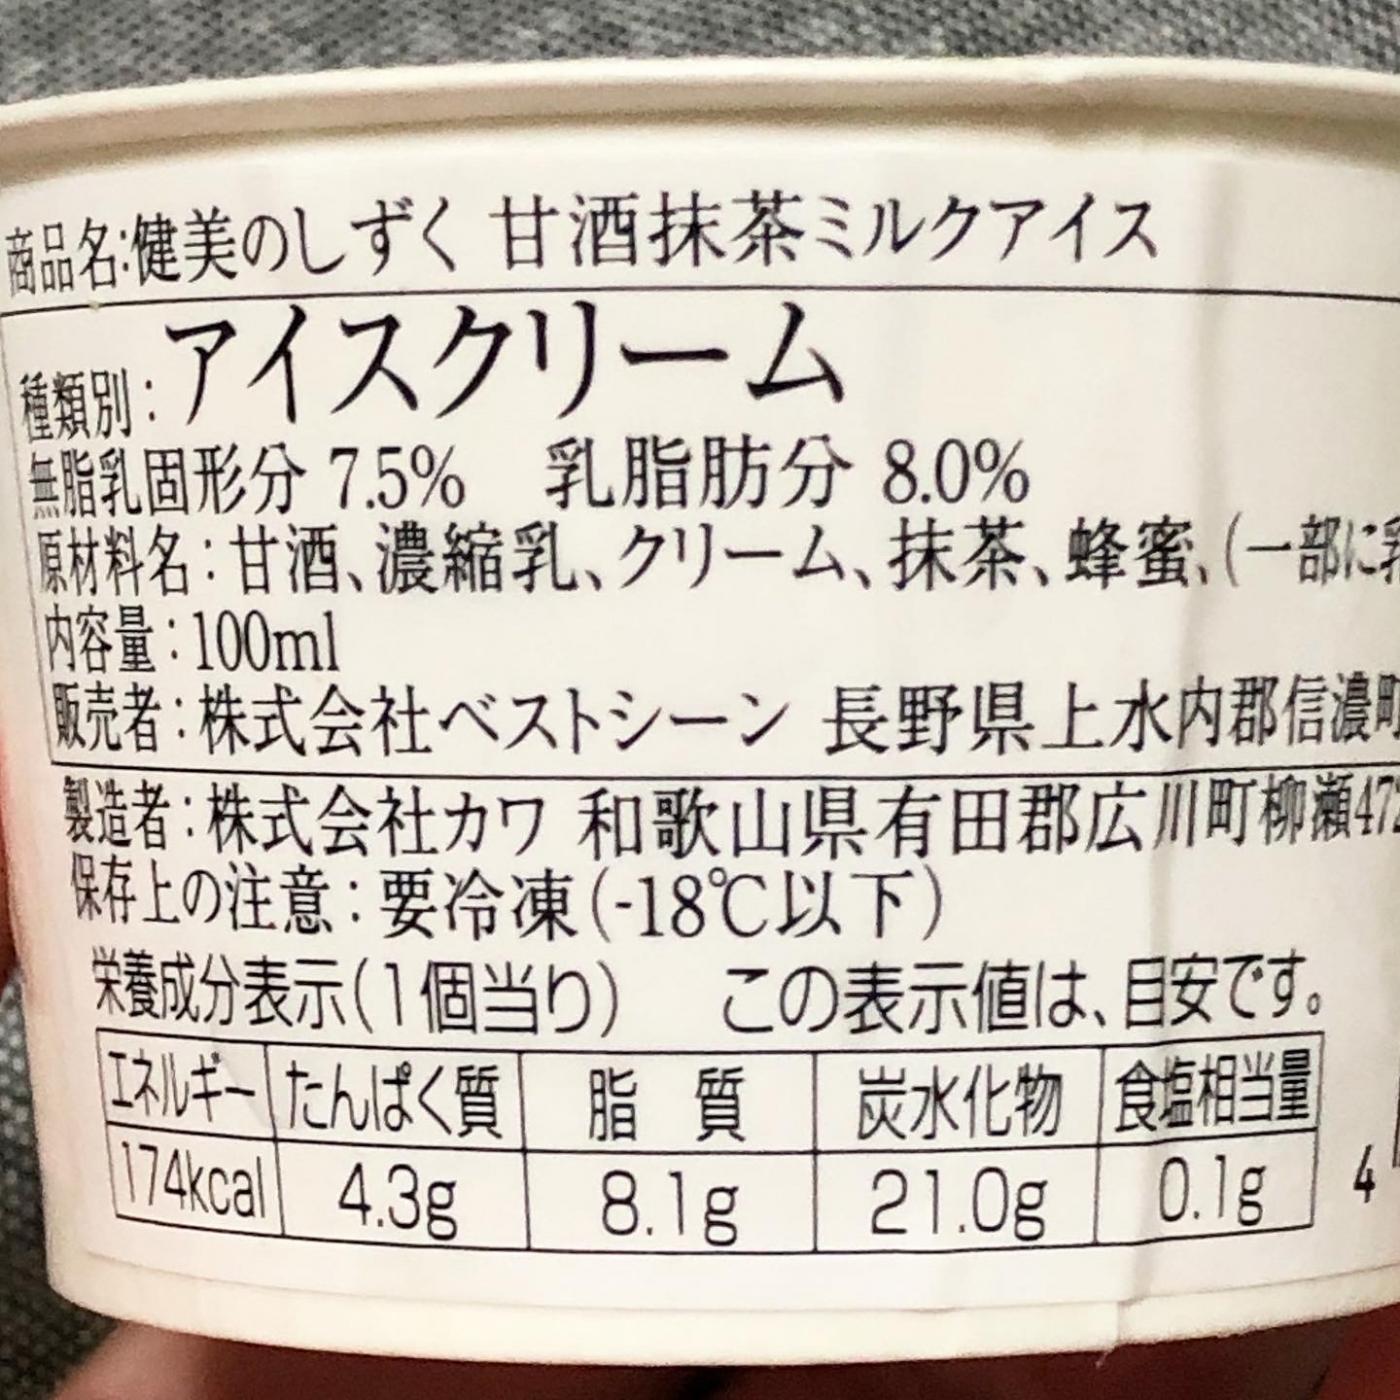 商品名:健美のしずく 甘酒抹茶ミルクアイス
種類別:アイスクリーム
無脂乳固形分 7.5% 乳脂肪分 8.0%
原材料名:甘酒、濃縮乳、クリーム、抹茶、蜂蜜、(一部に乳
内容量:100ml
販売者:株式会社ベストシーン 長野県上水内郡信濃町
製造者:株式会社カワ 和歌山県有田郡広川町柳瀬472
保存上の注意:要冷凍(-18℃以下)
栄養成分表示(1個当り) この表示値は、目安です。
エネルギー たんぱく質 脂 質 炭水化物 食塩相当量
174kcal 4.3g 8.1g 21.0g 0.1g
4